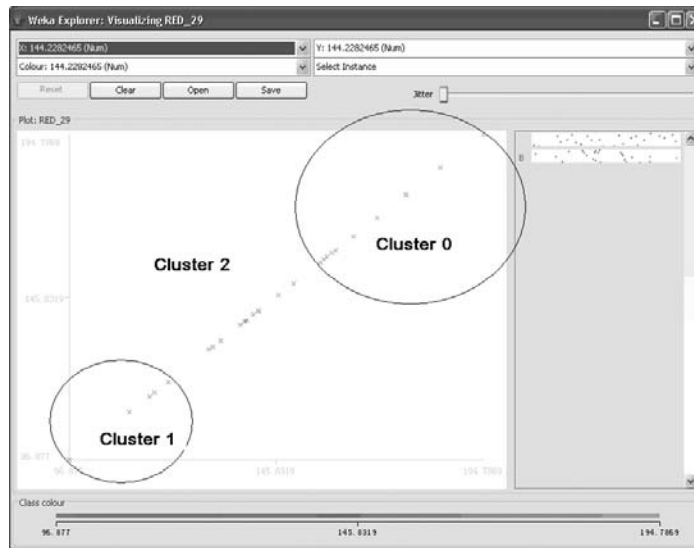 Weka Explorer: Visualizing RED_29
X: 144.2282465 (Num)
Y: 144.2282465 (Num)
Colour: 144.2282465 (Num)
Select Instance
Reset
Clear
Open
Save
Jitter
Plot: RED_29
194.7869
Cluster 0
Cluster 2
145.8319
Cluster 1
96.877
96.877
145.8319
194.7869
B
Class colour
96.877
145.8319
194.7869